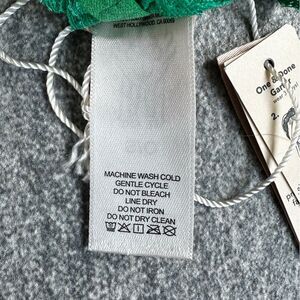 WEST HOLLYWOOD, CA 90069
MACHINE WASH COLD
GENTLE CYCLE
DO NOT BLEACH
LINE DRY
DO NOT IRON
DO NOT DRY CLEAN
One & Done
2.